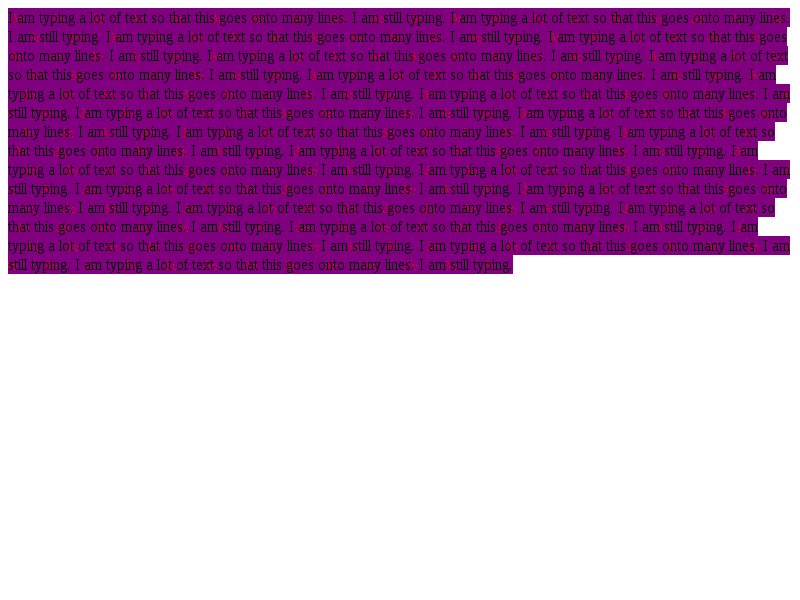 I am typing a lot of text so that this goes onto many lines. I am still typing. I am typing a lot of text so that this goes onto many lines.
I am still typing. I am typing a lot of text so that this goes onto many lines. I am still typing. I am typing a lot of text so that this goes
onto many lines. I am still typing. I am typing a lot of text so that this goes onto many lines. I am still typing. I am typing a lot of text
so that this goes onto many lines. I am still typing. I am typing a lot of text so that this goes onto many lines. I am still typing. I am
typing a lot of text so that this goes onto many lines. I am still typing. I am typing a lot of text so that this goes onto many lines. I am
still typing. I am typing a lot of text so that this goes onto many lines. I am still typing. I am typing a lot of text so that this goes onto
many lines. I am still typing. I am typing a lot of text so that this goes onto many lines. I am still typing. I am typing a lot of text so
that this goes onto many lines. I am still typing. I am typing a lot of text so that this goes onto many lines. I am still typing. I am
typing a lot of text so that this goes onto many lines. I am still typing. I am typing a lot of text so that this goes onto many lines. I am
still typing. I am typing a lot of text so that this goes onto many lines. I am still typing. I am typing a lot of text so that this goes onto
many lines. I am still typing. I am typing a lot of text so that this goes onto many lines. I am still typing. I am typing a lot of text so
that this goes onto many lines. I am still typing. I am typing a lot of text so that this goes onto many lines. I am still typing. I am
typing a lot of text so that this goes onto many lines. I am still typing. I am typing a lot of text so that this goes onto many lines. I am
still typing. I am typing a lot of text so that this goes onto many lines. I am still typing.